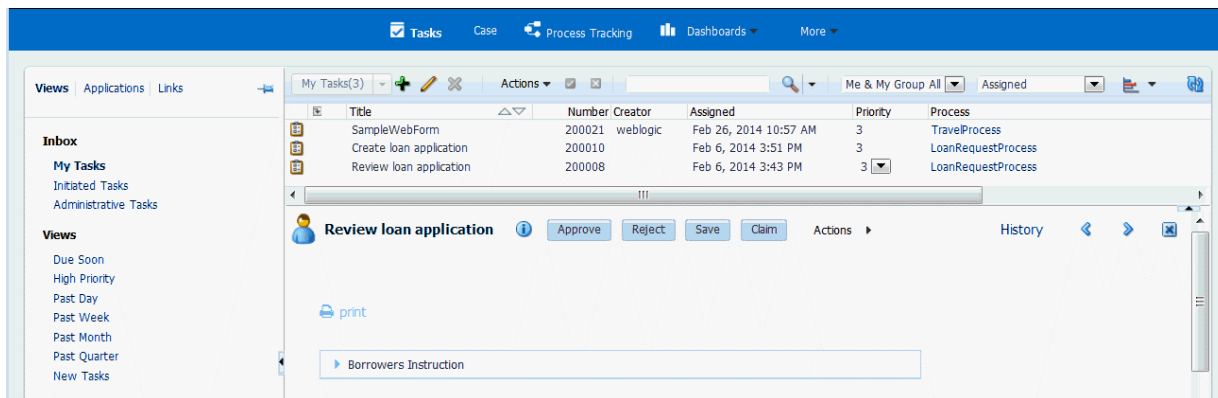 Tasks Case Process Tracking Dashboards More
Views Applications Links
My Tasks(3) Actions Me & My Group All Assigned
Title Number Creator Assigned Priority Process
SampleWebForm 200021 weblogic Feb 26, 2014 10:57 AM 3 TravelProcess
Create loan application 200010 Feb 6, 2014 3:51 PM 3 LoanRequestProcess
Review loan application 200008 Feb 6, 2014 3:43 PM 3 LoanRequestProcess
Inbox
My Tasks
Initiated Tasks
Administrative Tasks
Views
Due Soon
High Priority
Past Day
Past Week
Past Month
Past Quarter
New Tasks
Review loan application Approve Reject Save Claim Actions History
print
Borrowers Instruction